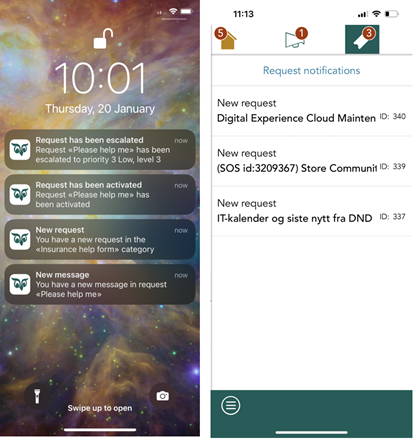 10:01
Thursday, 20 January
Request has been escalated now
Request «Please help me» has been
escalated to priority 3 Low, level 3
Request has been activated now
Request «Please help me» has
been activated
New request now
You have a new request in the
«Insurance help form» category
New message now
You have a new message in request
«Please help me»
Swipe up to open
11:13
5 1 3
Request notifications
New request
Digital Experience Cloud Mainten ID: 340
New request
(SOS id:3209367) Store Communit ID: 339
New request
IT-kalender og siste nytt fra DND ID: 337